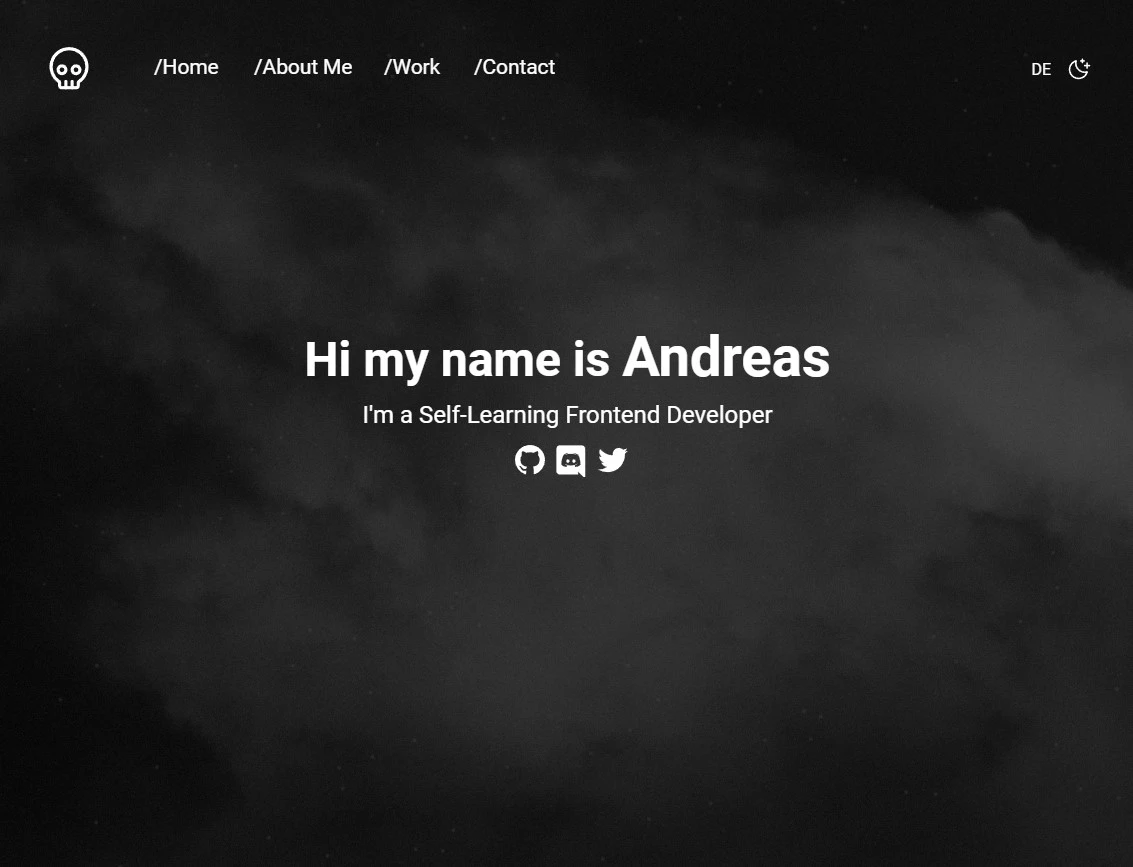 /Home /About Me /Work /Contact DE
Hi my name is Andreas
I'm a Self-Learning Frontend Developer